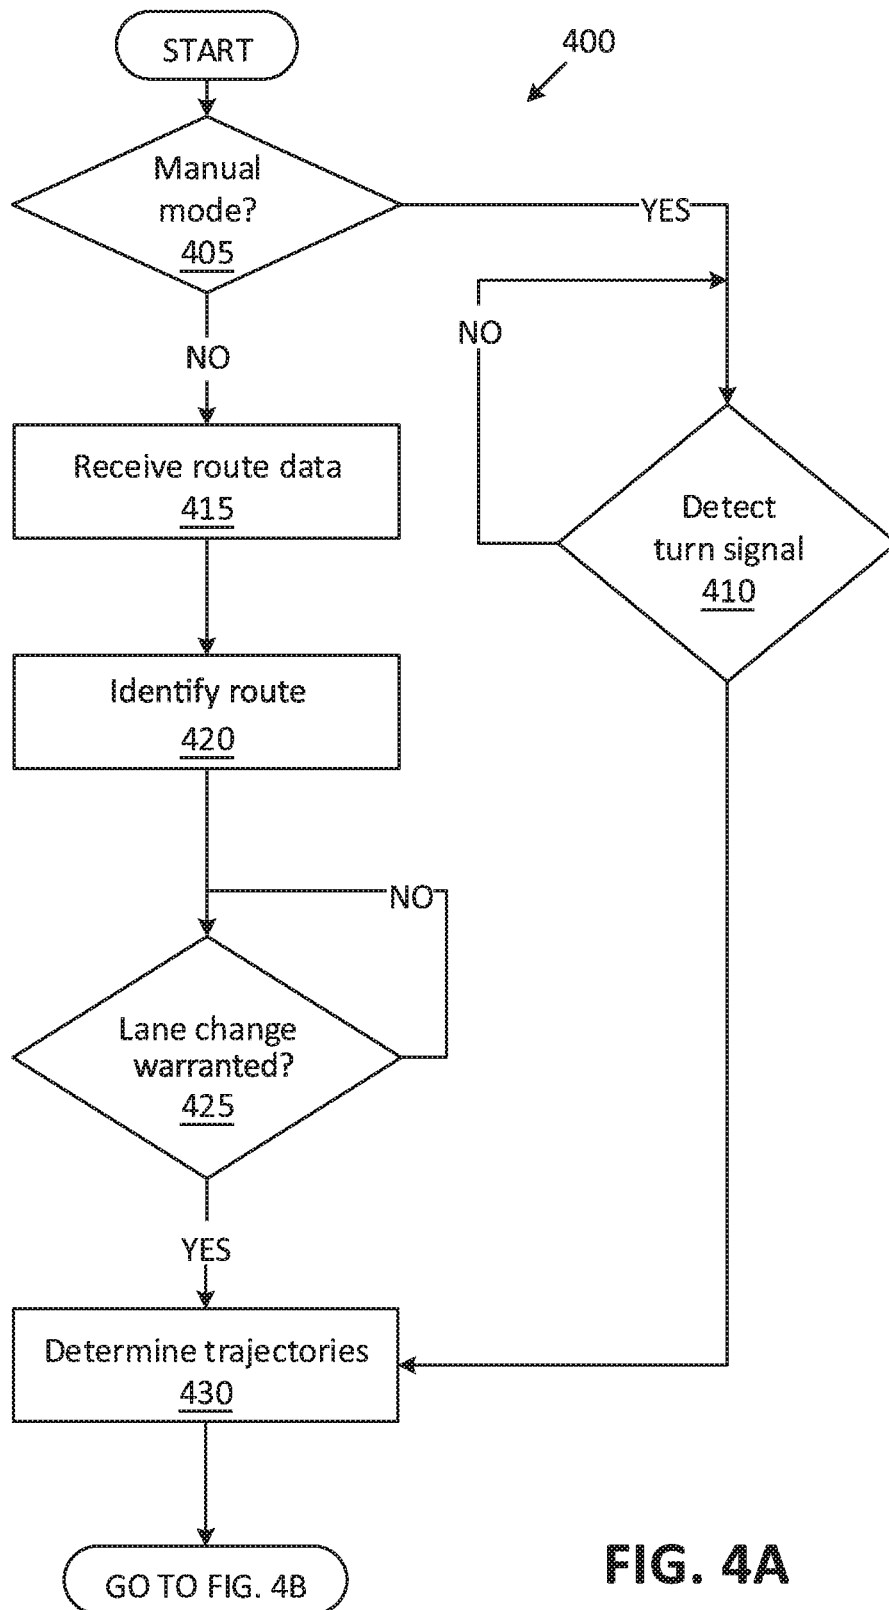 START
400
Manual
mode?
405
YES
NO
NO
Receive route data
415
Detect
turn signal
410
Identify route
420
NO
Lane change
warranted?
425
YES
Determine trajectories
430
GO TO FIG. 4B
FIG. 4A